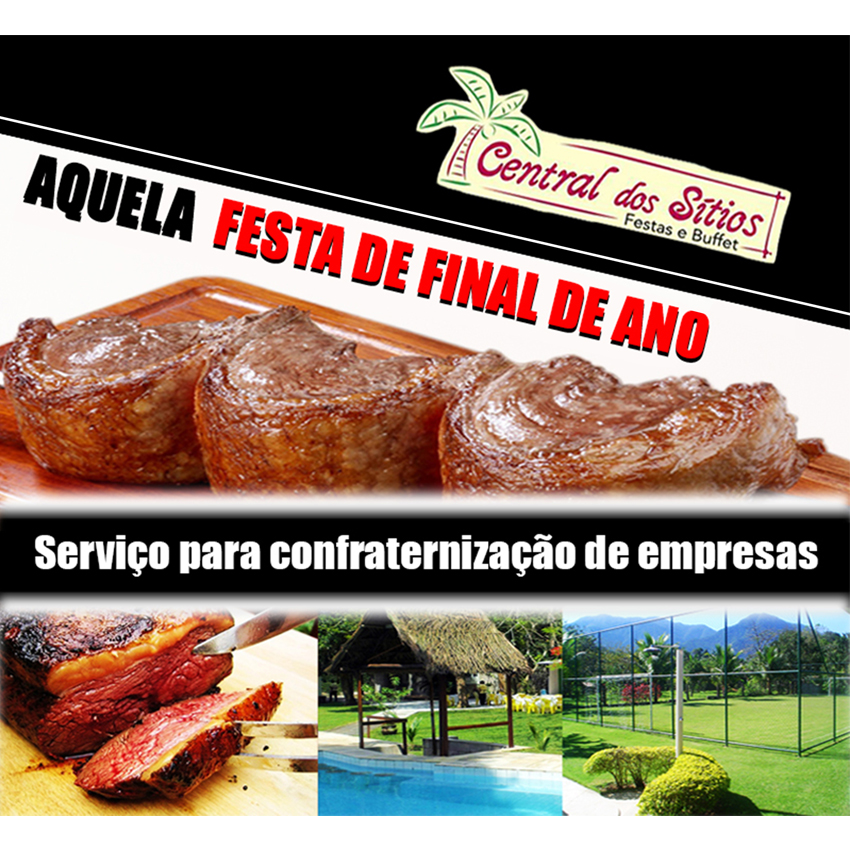 Central dos Sítios
Festas e Buffet
AQUELA FESTA DE FINAL DE ANO
Serviço para confraternização de empresas